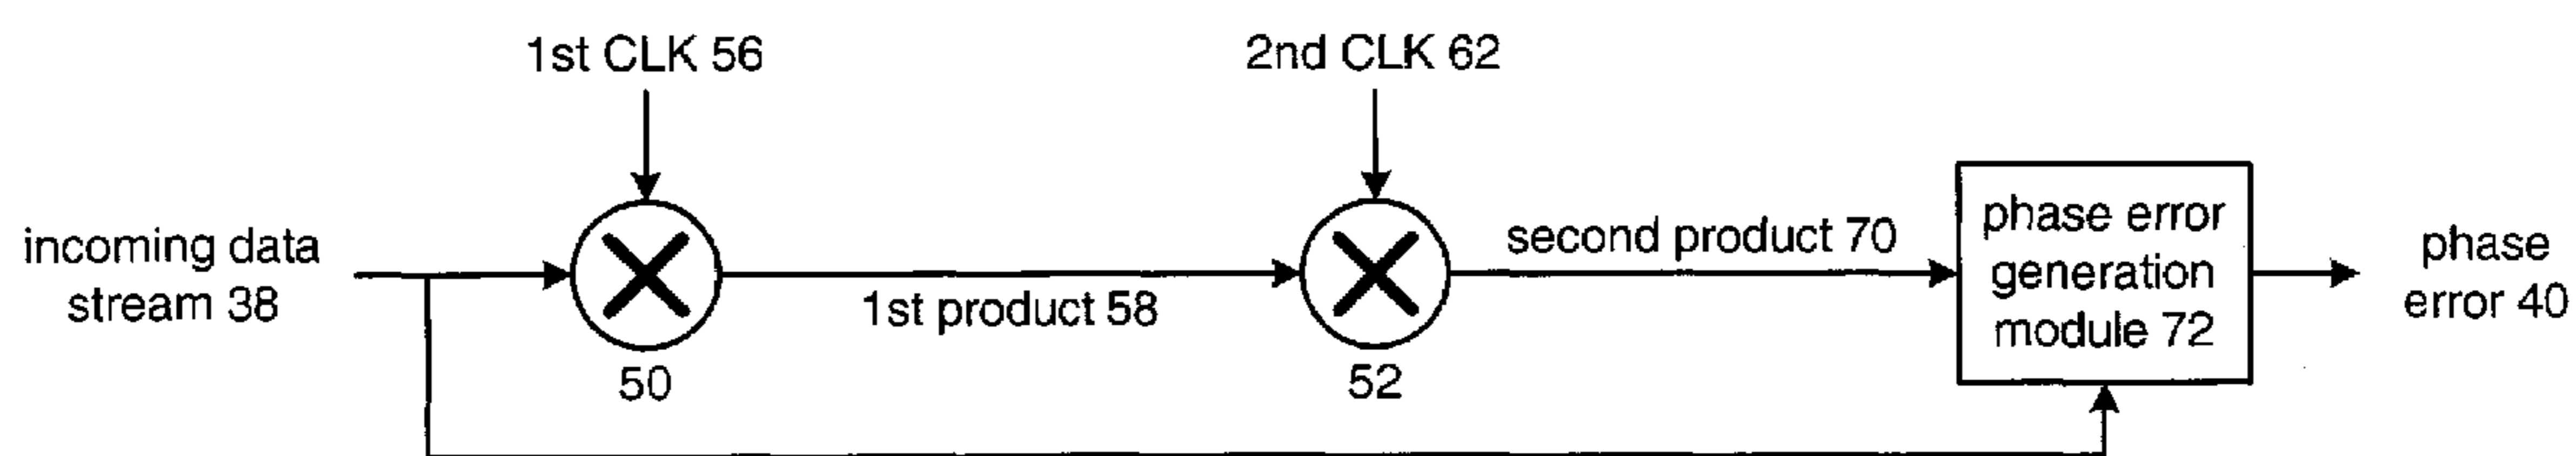 1st CLK 56
2nd CLK 62
incoming data
stream 38
1st product 58
second product 70
phase error
generation
module 72
phase
error 40
50
52